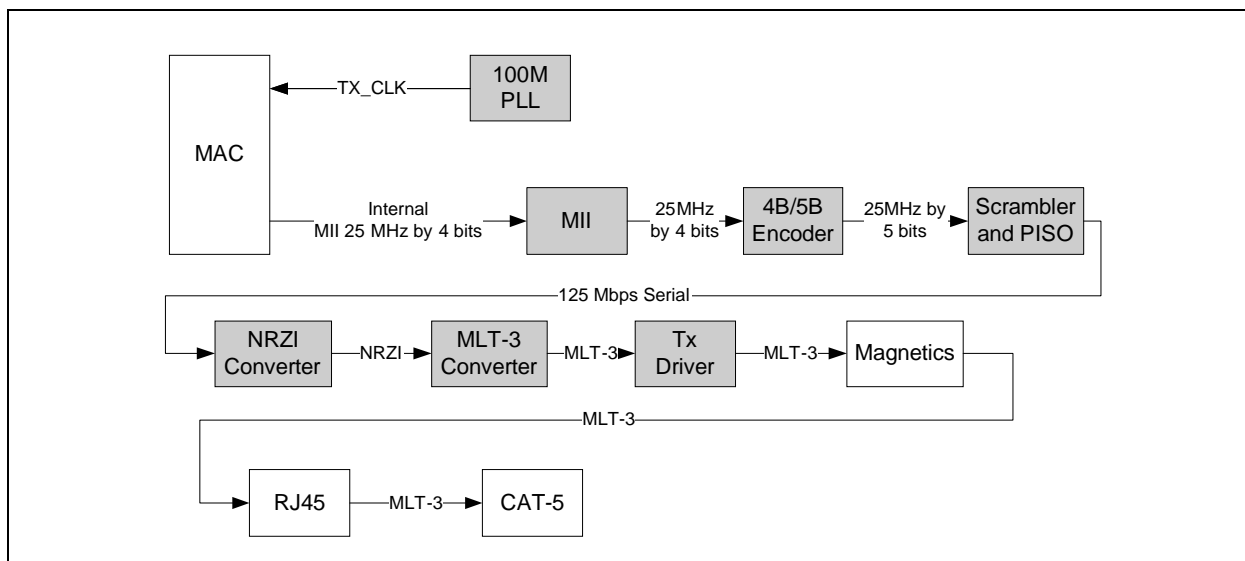 100M
PLL
TX_CLK
MAC
Internal
MII 25 MHz by 4 bits
MII
25MHz
by 4 bits
4B/5B
Encoder
25MHz by
5 bits
Scrambler
and PISO
125 Mbps Serial
NRZI
Converter
NRZI
MLT-3
Converter
MLT-3
Tx
Driver
MLT-3
Magnetics
MLT-3
RJ45
MLT-3
CAT-5